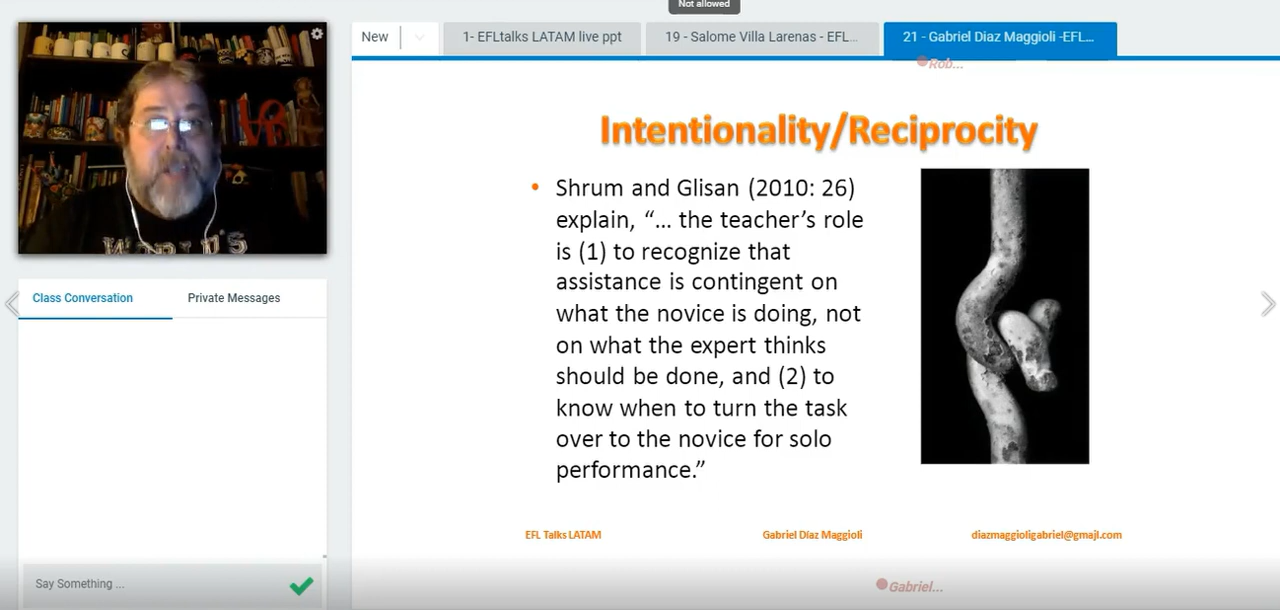 Not allowed
New
1- EFLtalks LATAM live ppt
19 - Salome Villa Larenas - EFL...
21 - Gabriel Diaz Maggioli -EFL...
Rob...
WORLD'S
Class Conversation
Private Messages
Say Something ...
Intentionality/Reciprocity
• Shrum and Glisan (2010: 26)
explain, “... the teacher’s role
is (1) to recognize that
assistance is contingent on
what the novice is doing, not
on what the expert thinks
should be done, and (2) to
know when to turn the task
over to the novice for solo
performance.”
EFL Talks LATAM
Gabriel Díaz Maggioli
diazmaggioligabriel@gmajl.com
Gabriel...